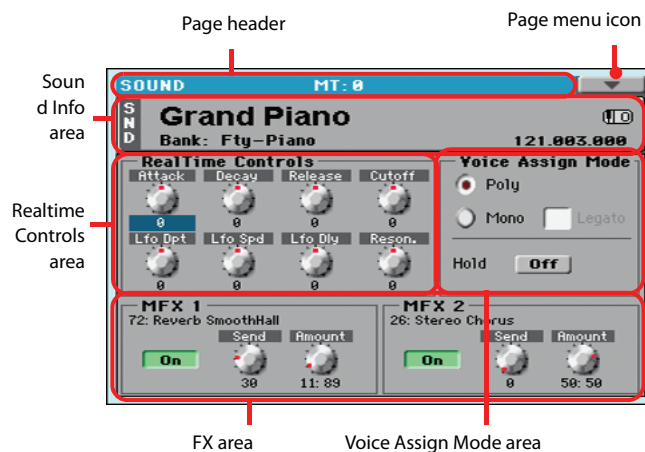 Page header
Page menu icon
SOUND MT: 0
Soun
d Info
area
SND
Grand Piano
Bank: Fty-Piano 121.003.000
Realtime
Controls
area
RealTime Controls
Attack Decay Release Cutoff
0 0 0 0
Lfo Dpt Lfo Spd Lfo Dly Reson.
0 0 0 0
Voice Assign Mode
Poly
Mono Legato
Hold Off
MFX 1
72: Reverb SmoothHall
Send Amount
On
30 11: 89
MFX 2
26: Stereo Chorus
Send Amount
On
0 50: 50
FX area
Voice Assign Mode area